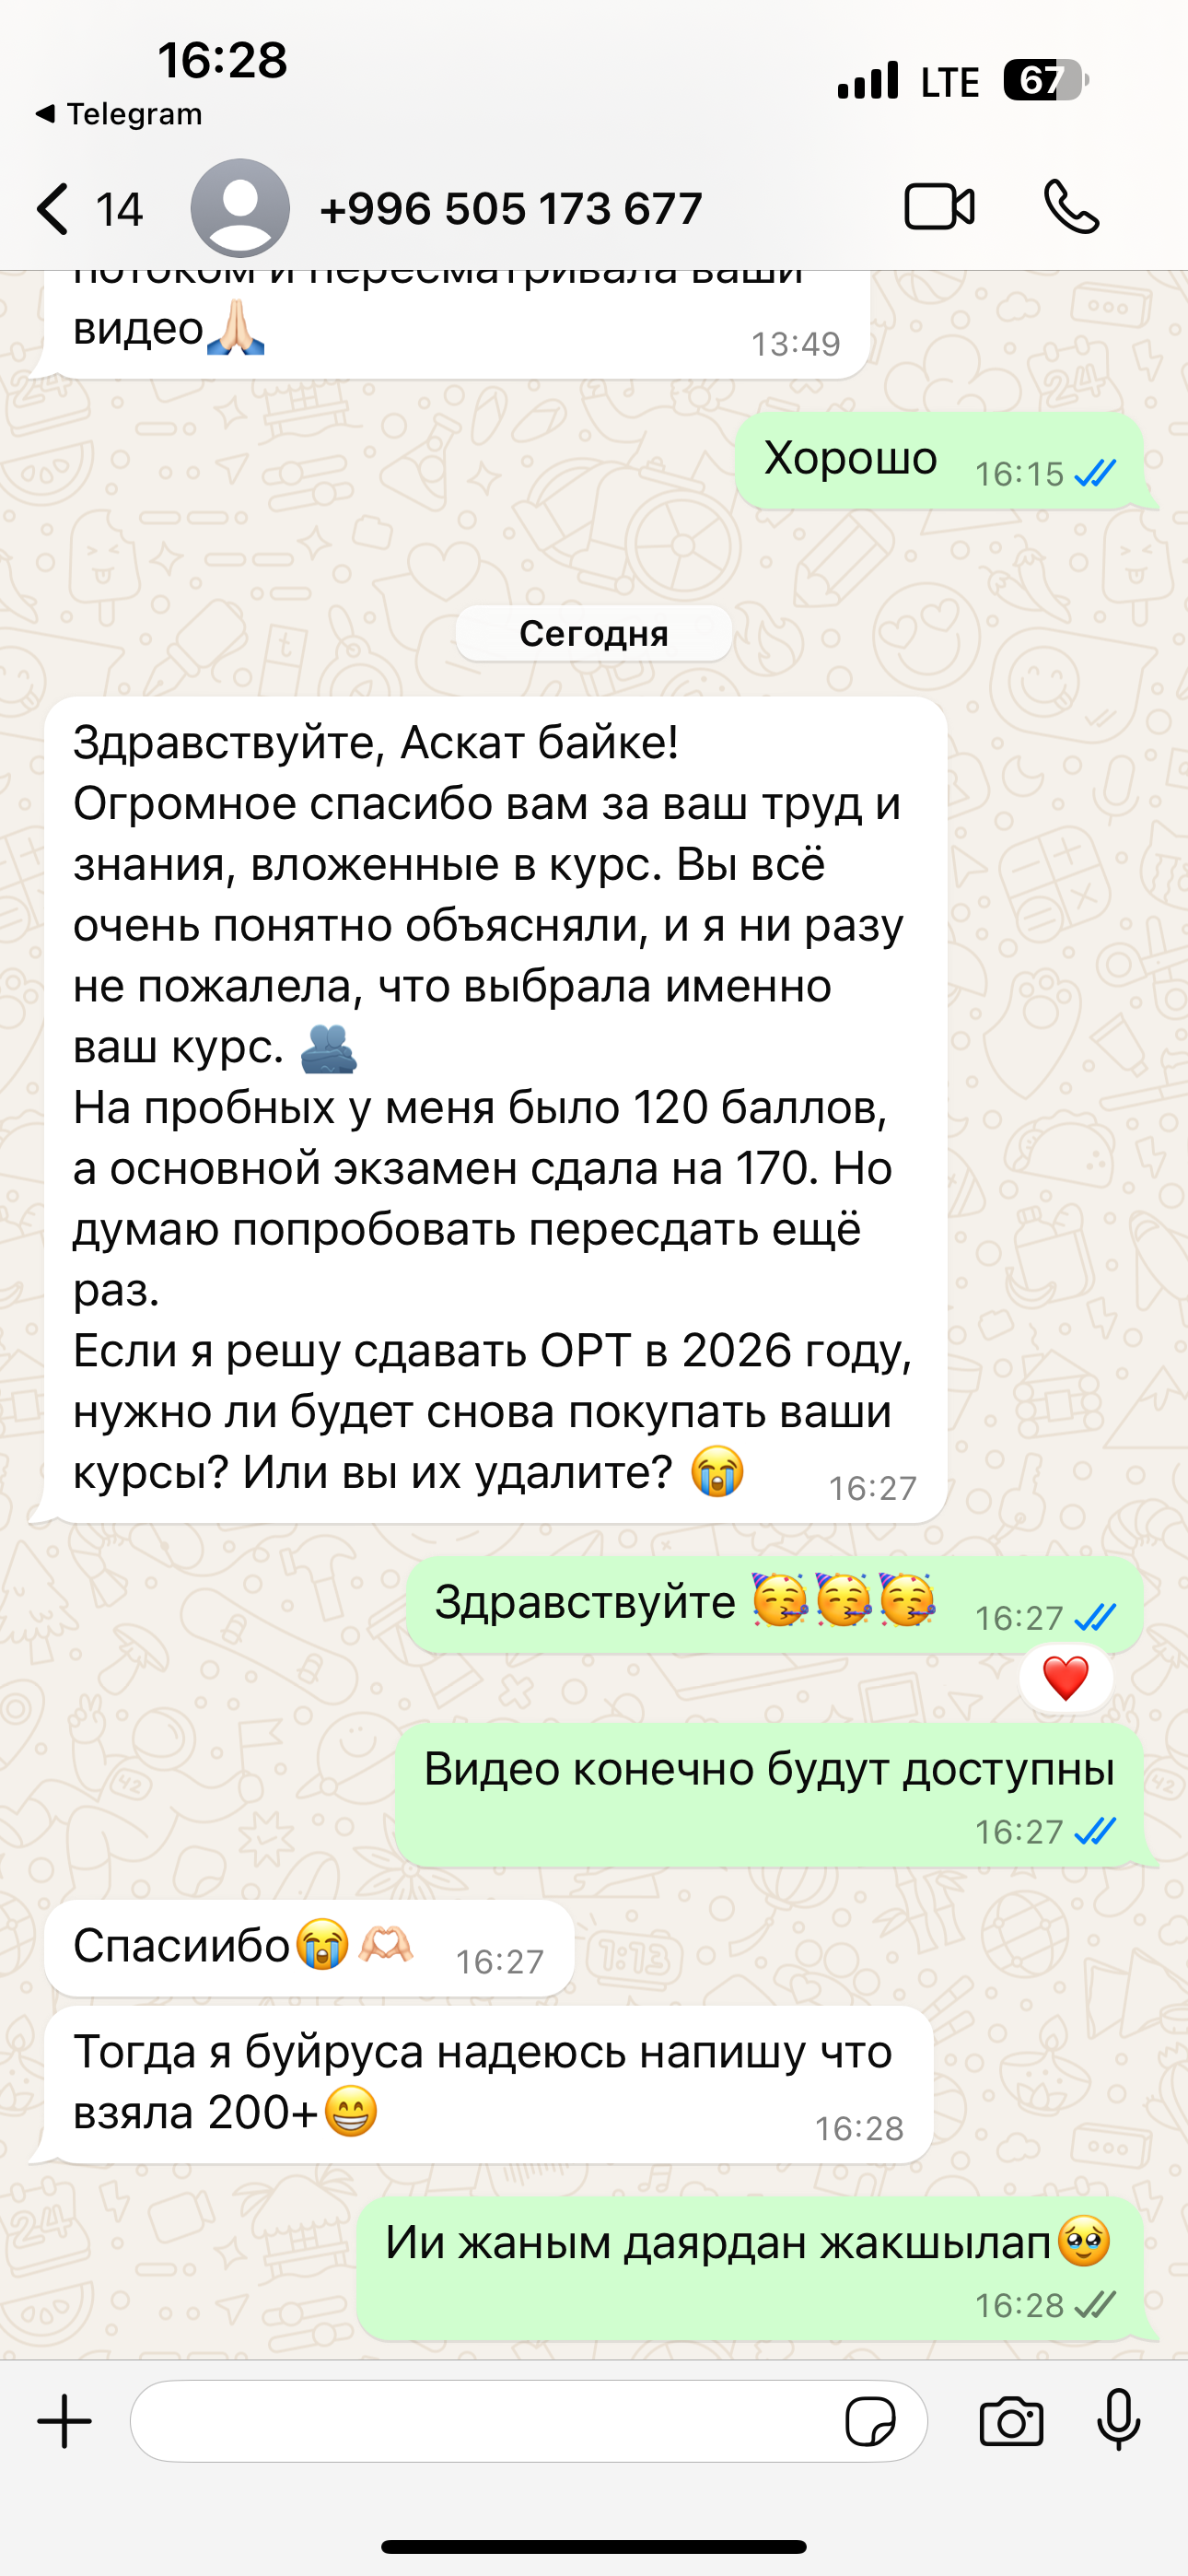 16:28
LTE
67
Telegram
14
+996 505 173 677
потоком и пересматривала ваши
видео🙏🏻
13:49
Хорошо
16:15
Сегодня
Здравствуйте, Аскат байке!
Огромное спасибо вам за ваш труд и
знания, вложенные в курс. Вы всё
очень понятно объясняли, и я ни разу
не пожалела, что выбрала именно
ваш курс. 🫂
На пробных у меня было 120 баллов,
а основной экзамен сдала на 170. Но
думаю попробовать пересдать ещё
раз.
Если я решу сдавать ОРТ в 2026 году,
нужно ли будет снова покупать ваши
курсы? Или вы их удалите? 😭
16:27
Здравствуйте 🥳🥳🥳
16:27
❤️
Видео конечно будут доступны
16:27
Спасиибо😭🫶🏻
16:27
Тогда я буйруса надеюсь напишу что
взяла 200+😁
16:28
Ии жаным даярдан жакшылап🥹
16:28